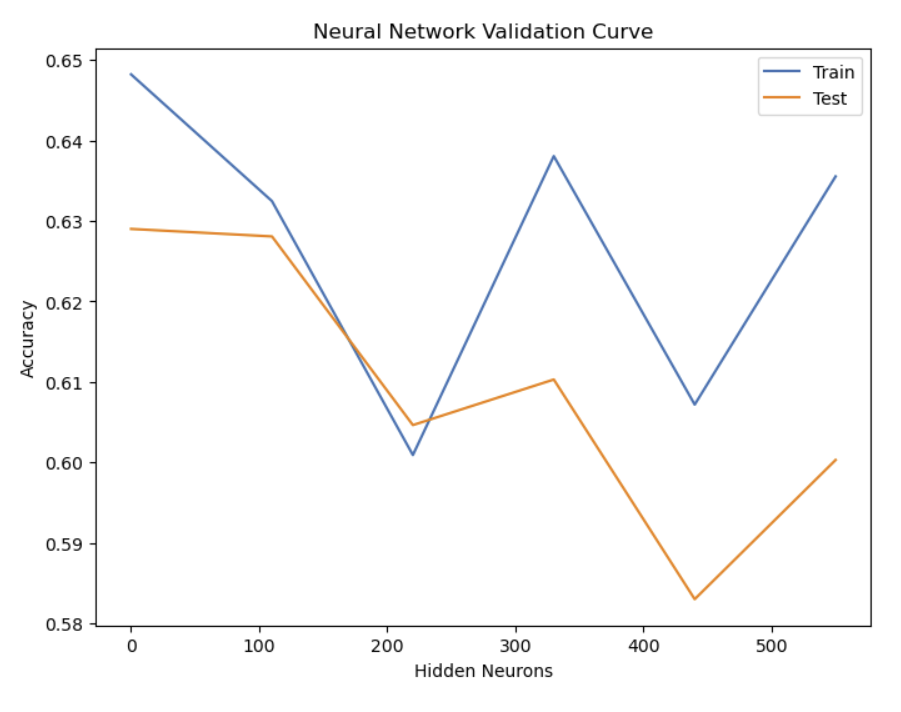 Neural Network Validation Curve
Train
Test
0.65
0.64
0.63
0.62
0.61
0.60
0.59
0.58
Accuracy
0 100 200 300 400 500
Hidden Neurons